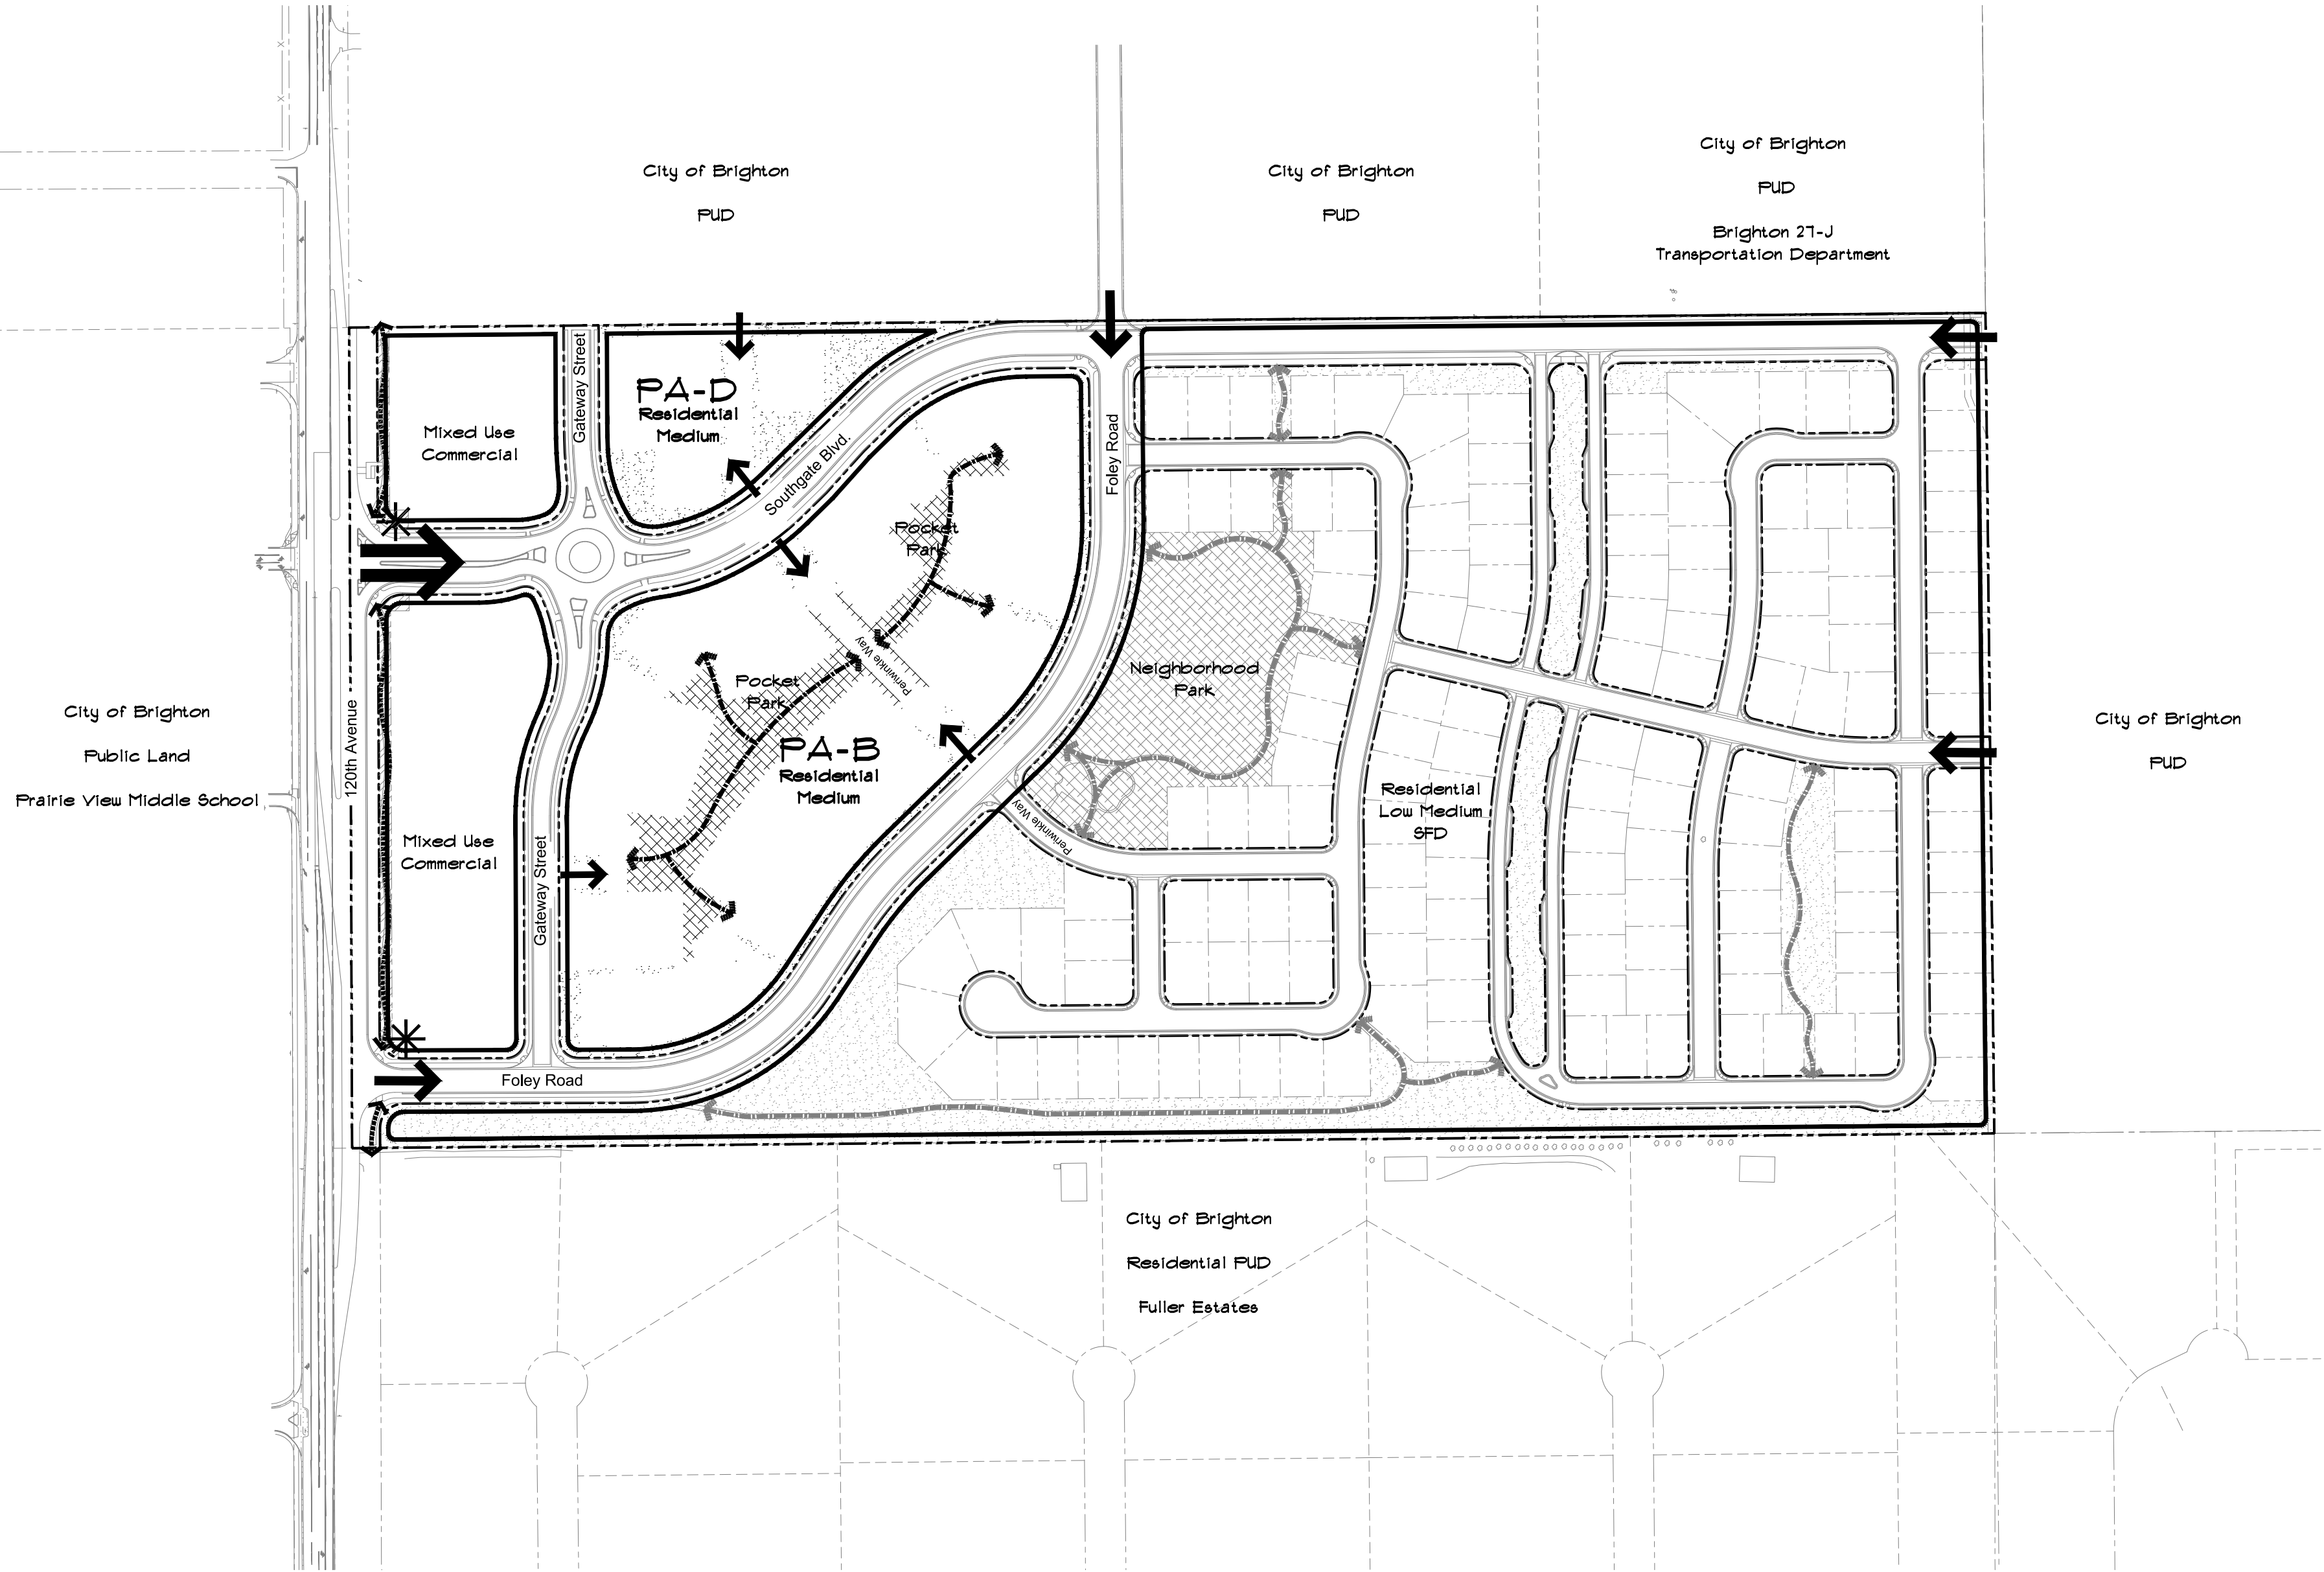 City of Brighton
PUD
City of Brighton
PUD
City of Brighton
PUD
Brighton 27-J
Transportation Department
Gateway Street
PA-D
Residential
Medium
Mixed Use
Commercial
Southgate Blvd.
Foley Road
Pocket
Park
Periwinkle Way
Neighborhood
Park
Pocket
Park
PA-B
Residential
Medium
City of Brighton
Public Land
Prairie View Middle School
120th Avenue
City of Brighton
PUD
Residential
Low Medium
SFD
Periwinkle Way
Mixed Use
Commercial
Gateway Street
Foley Road
City of Brighton
Residential PUD
Fuller Estates